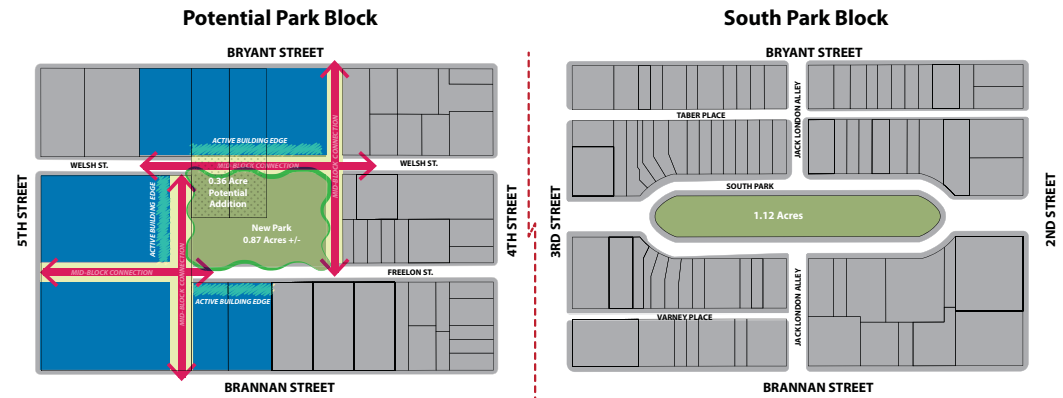 Potential Park Block
South Park Block
BRYANT STREET
BRYANT STREET
ACTIVE BUILDING EDGE
MID-BLOCK CONNECTION
WELSH ST.
MID-BLOCK CONNECTION
WELSH ST.
0.36 Acre
Potential
Addition
ACTIVE BUILDING EDGE
New Park
0.87 Acres +/-
5TH STREET
4TH STREET
MID-BLOCK CONNECTION
MID-BLOCK CONNECTION
FREELON ST.
ACTIVE BUILDING EDGE
BRANNAN STREET
JACK LONDON ALLEY
TABER PLACE
SOUTH PARK
1.12 Acres
3RD STREET
2ND STREET
JACK LONDON ALLEY
VARNEY PLACE
BRANNAN STREET